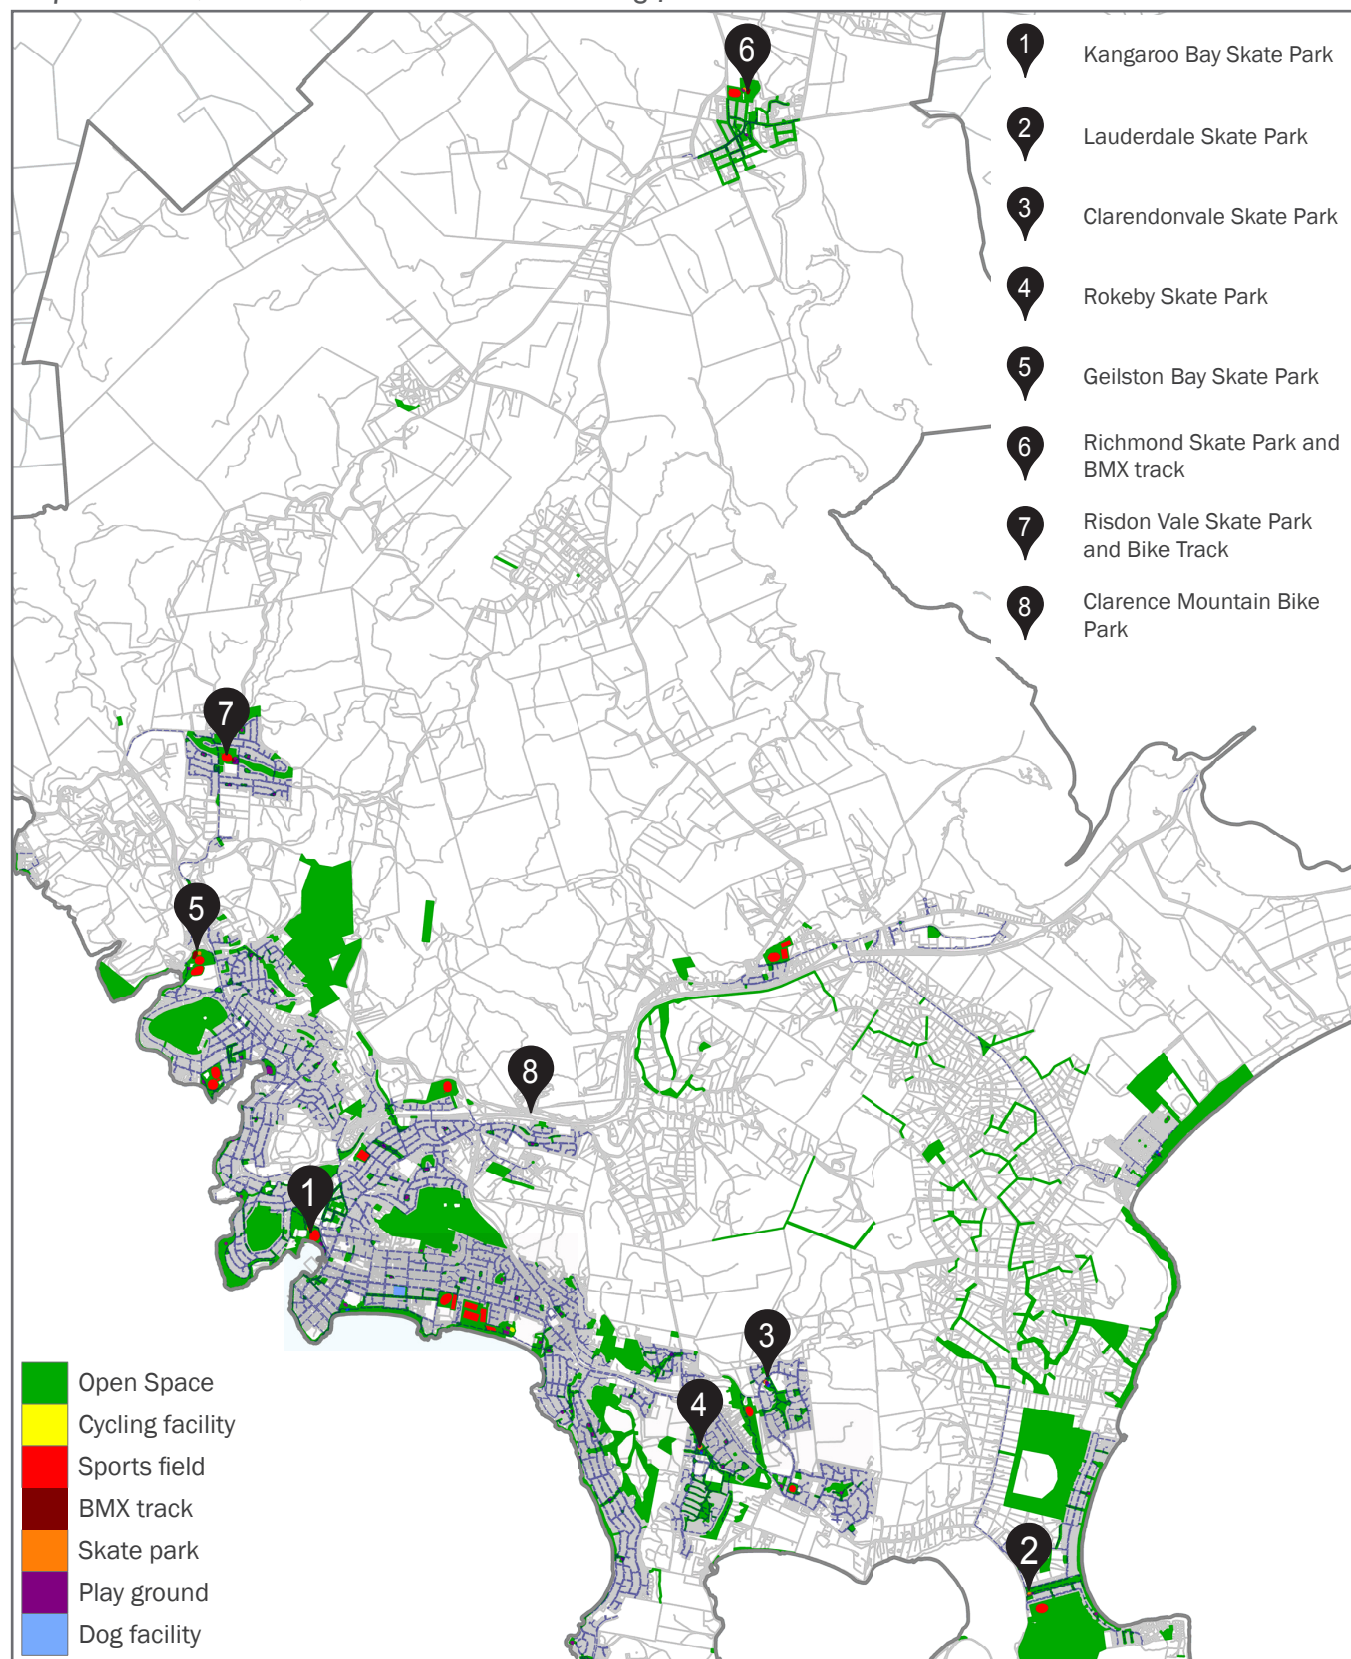 1
Kangaroo Bay Skate Park
2
Lauderdale Skate Park
3
Clarendonvale Skate Park
4
Rokeby Skate Park
5
Geilston Bay Skate Park
6
Richmond Skate Park and
BMX track
7
Risdon Vale Skate Park
and Bike Track
8
Clarence Mountain Bike
Park
6
7
5
8
1
3
4
2
Open Space
Cycling facility
Sports field
BMX track
Skate park
Play ground
Dog facility